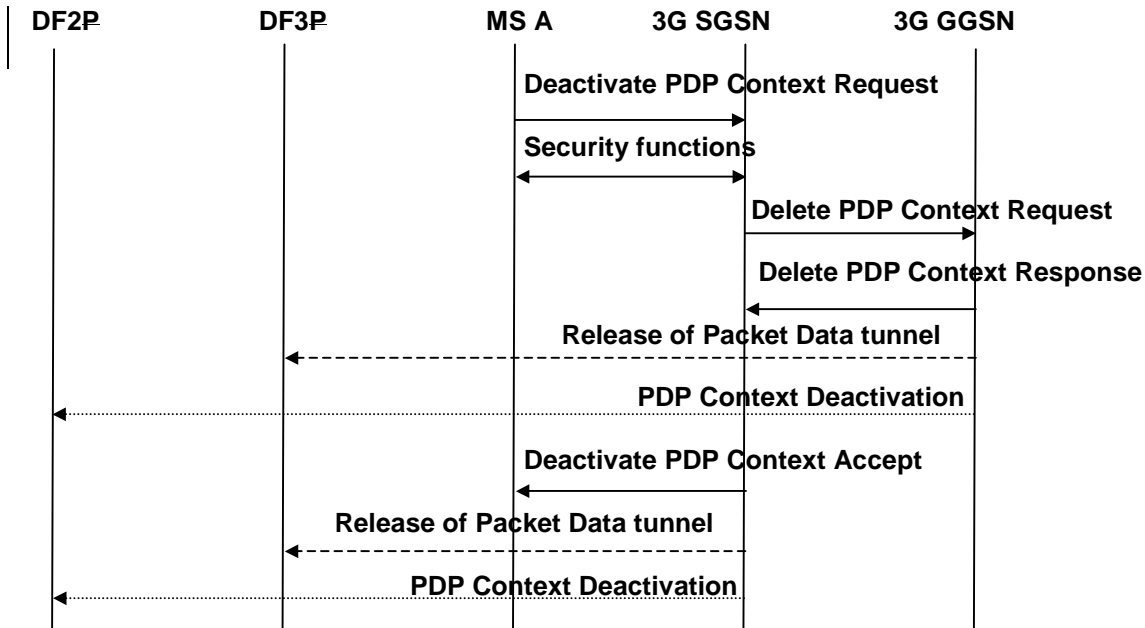 DF2P DF3P MS A 3G SGSN 3G GGSN
Deactivate PDP Context Request
Security functions
Delete PDP Context Request
Delete PDP Context Response
Release of Packet Data tunnel
PDP Context Deactivation
Deactivate PDP Context Accept
Release of Packet Data tunnel
PDP Context Deactivation